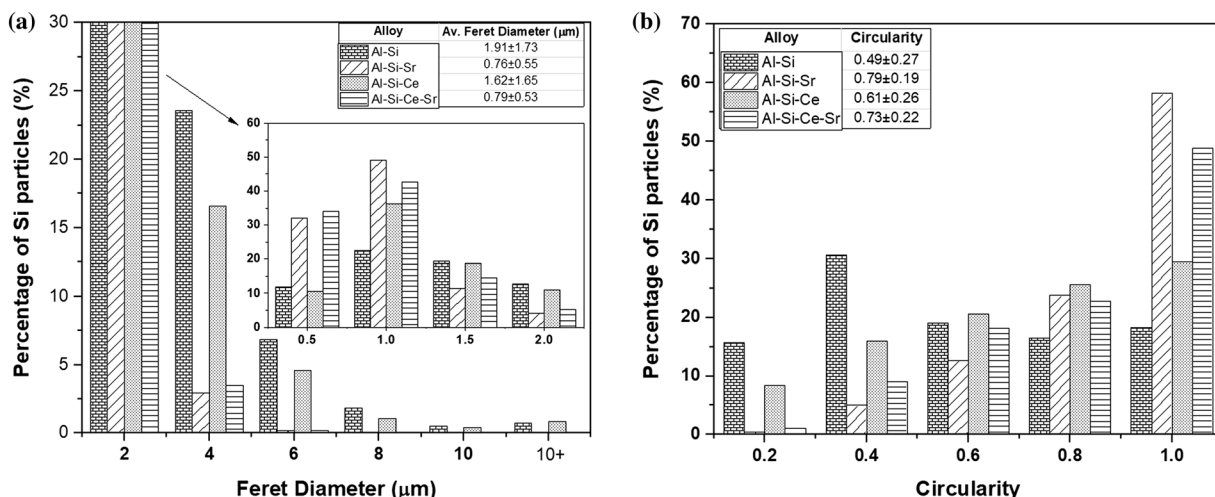 (a)
Percentage of Si particles (%)
30
25
20
15
10
5
0
Alloy Av. Feret Diameter (μm)
Al-Si 1.91±1.73
Al-Si-Sr 0.76±0.55
Al-Si-Ce 1.62±1.65
Al-Si-Ce-Sr 0.79±0.53
60
50
40
30
20
10
0
0.5 1.0 1.5 2.0
2 4 6 8 10 10+
Feret Diameter (μm)
(b)
Percentage of Si particles (%)
70
60
50
40
30
20
10
0
Alloy Circularity
Al-Si 0.49±0.27
Al-Si-Sr 0.79±0.19
Al-Si-Ce 0.61±0.26
Al-Si-Ce-Sr 0.73±0.22
0.2 0.4 0.6 0.8 1.0
Circularity